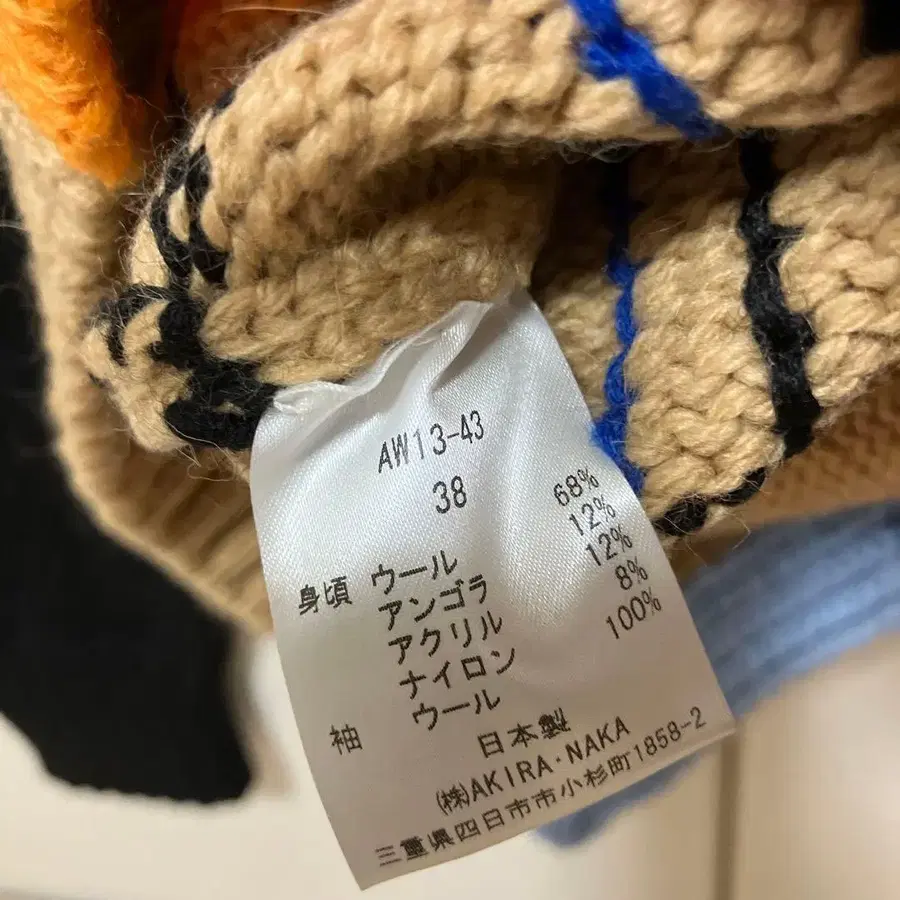 AW13-43
38
身頃 ウール 68%
アンゴラ 12%
アクリル 12%
ナイロン 8%
袖 ウール 100%
日本製
(株)AKIRA・NAKA
三重県四日市市小杉町1858-2